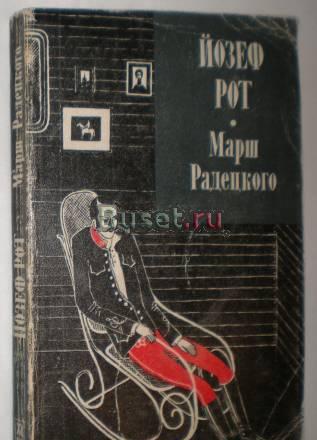 ЙОЗЕФ
РОТ
Марш
Радецкого
Buset.ru
ЙОЗЕФ РОТ — Марш Радецкого